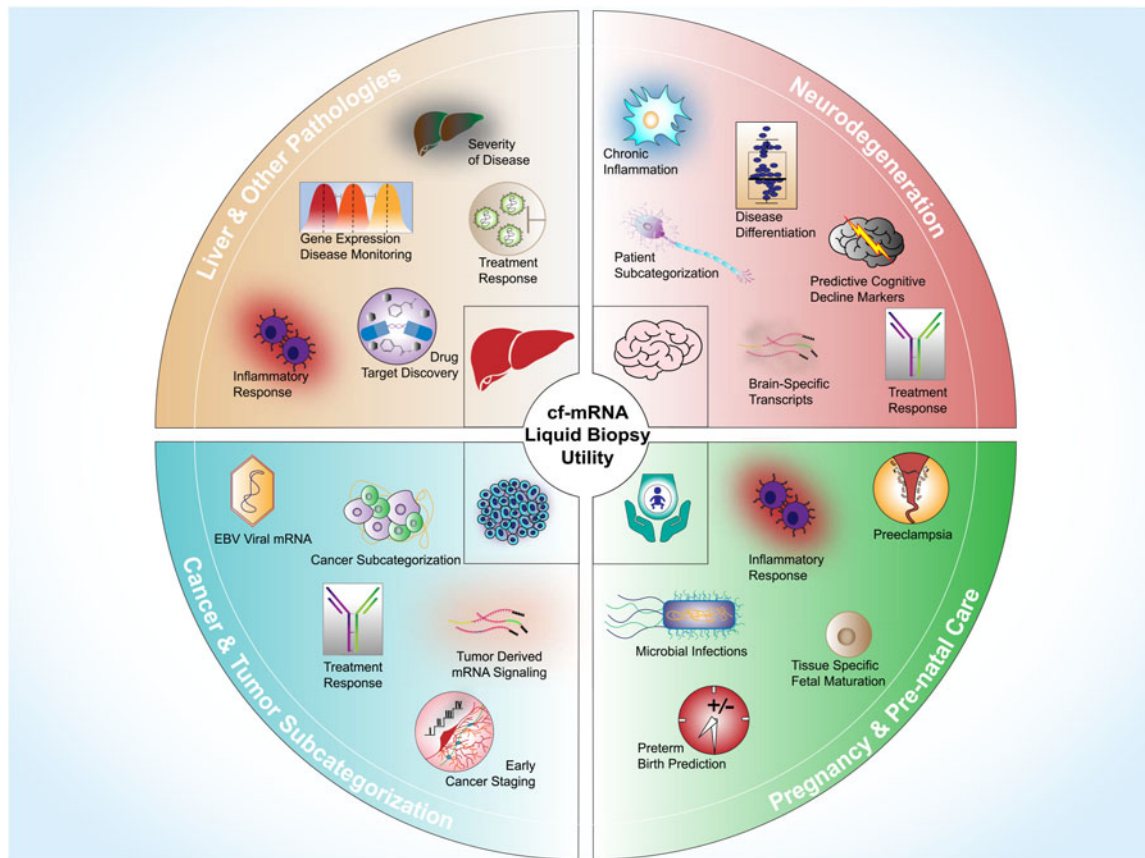 Liver & Other Pathologies
Severity
of Disease
Gene Expression
Disease Monitoring
Treatment
Response
Inflammatory
Response
Drug
Target Discovery
Neurodegeneration
Chronic
Inflammation
Disease
Differentiation
Patient
Subcategorization
Predictive Cognitive
Decline Markers
Brain-Specific
Transcripts
Treatment
Response
cf-mRNA
Liquid Biopsy
Utility
Cancer & Tumor Subcategorization
EBV Viral mRNA
Cancer Subcategorization
Treatment
Response
Tumor Derived
mRNA Signaling
I II III IV
Early
Cancer Staging
Pregnancy & Pre-natal Care
Inflammatory
Response
Preeclampsia
Microbial Infections
Tissue Specific
Fetal Maturation
+/-
Preterm
Birth Prediction